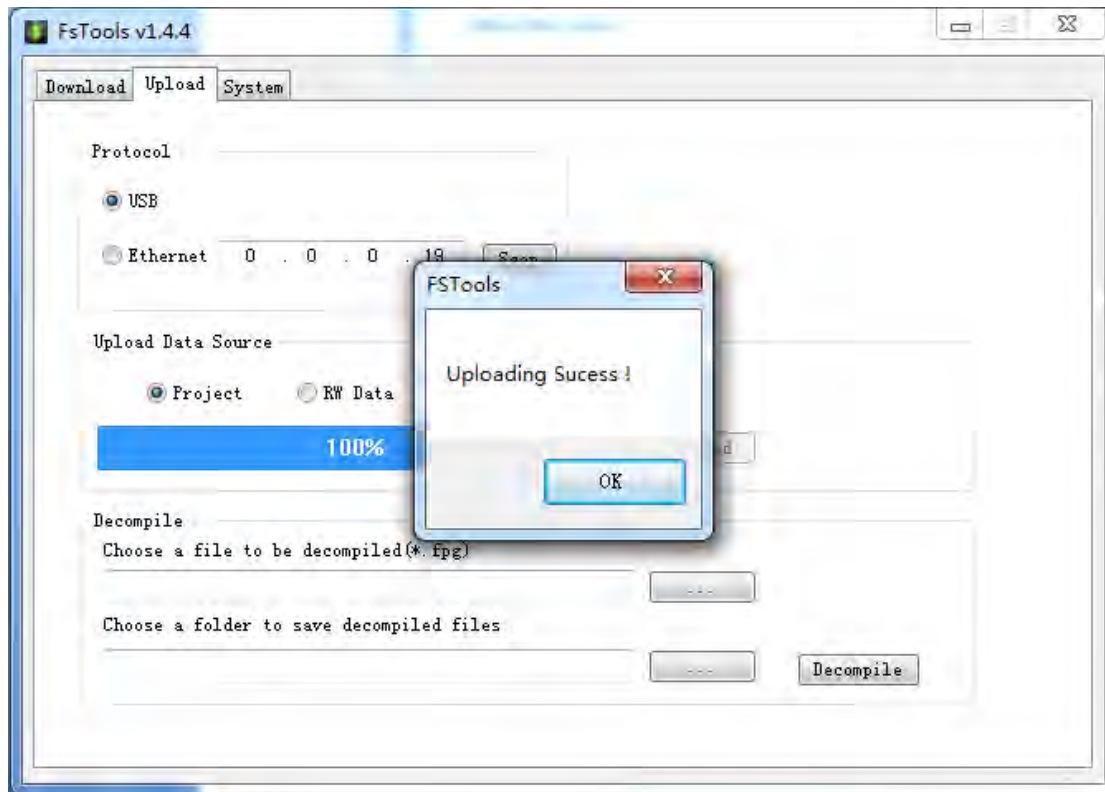 FsTools v1.4.4
Download Upload System
Protocol
USB
Ethernet 0 . 0 . 0 . 19
FSTools
Uploading Sucess !
OK
Upload Data Source
Project RW Data
100%
Decompile
Choose a file to be decompiled(*.fpg)
...
Choose a folder to save decompiled files
...
Decompile